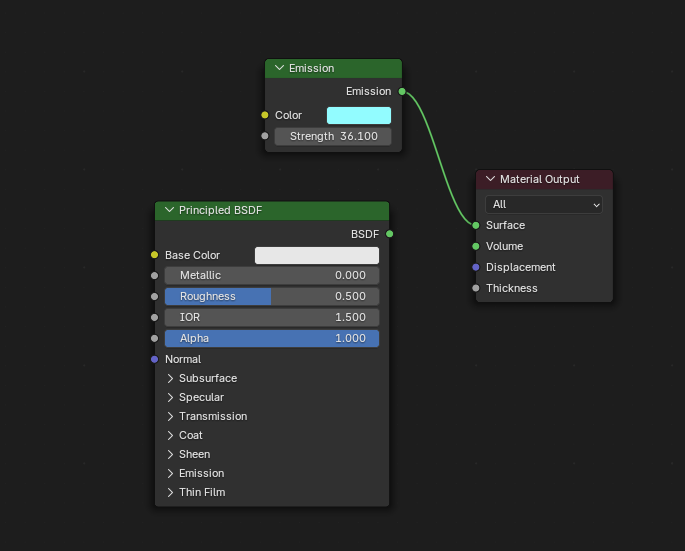 Emission
Emission
Color
Strength 36.100
Material Output
All
Surface
Volume
Displacement
Thickness
Principled BSDF
BSDF
Base Color
Metallic 0.000
Roughness 0.500
IOR 1.500
Alpha 1.000
Normal
Subsurface
Specular
Transmission
Coat
Sheen
Emission
Thin Film